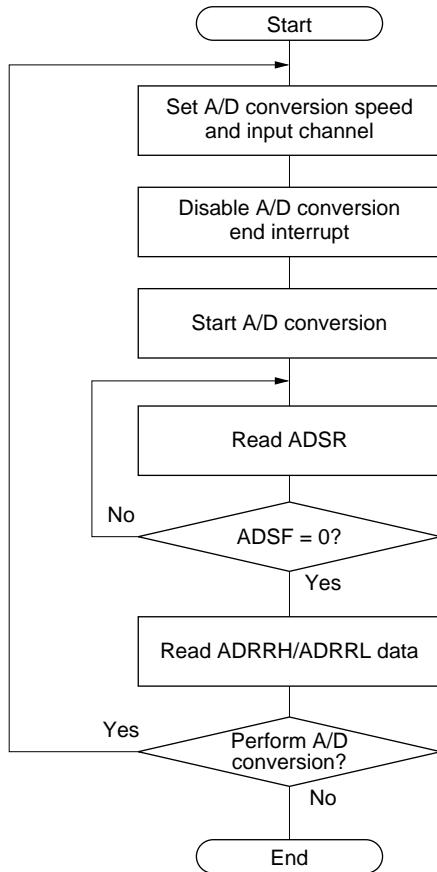 Start
Set A/D conversion speed
and input channel
Disable A/D conversion
end interrupt
Start A/D conversion
Read ADSR
No
ADSF = 0?
Yes
Read ADRRH/ADRRL data
Yes
Perform A/D
conversion?
No
End